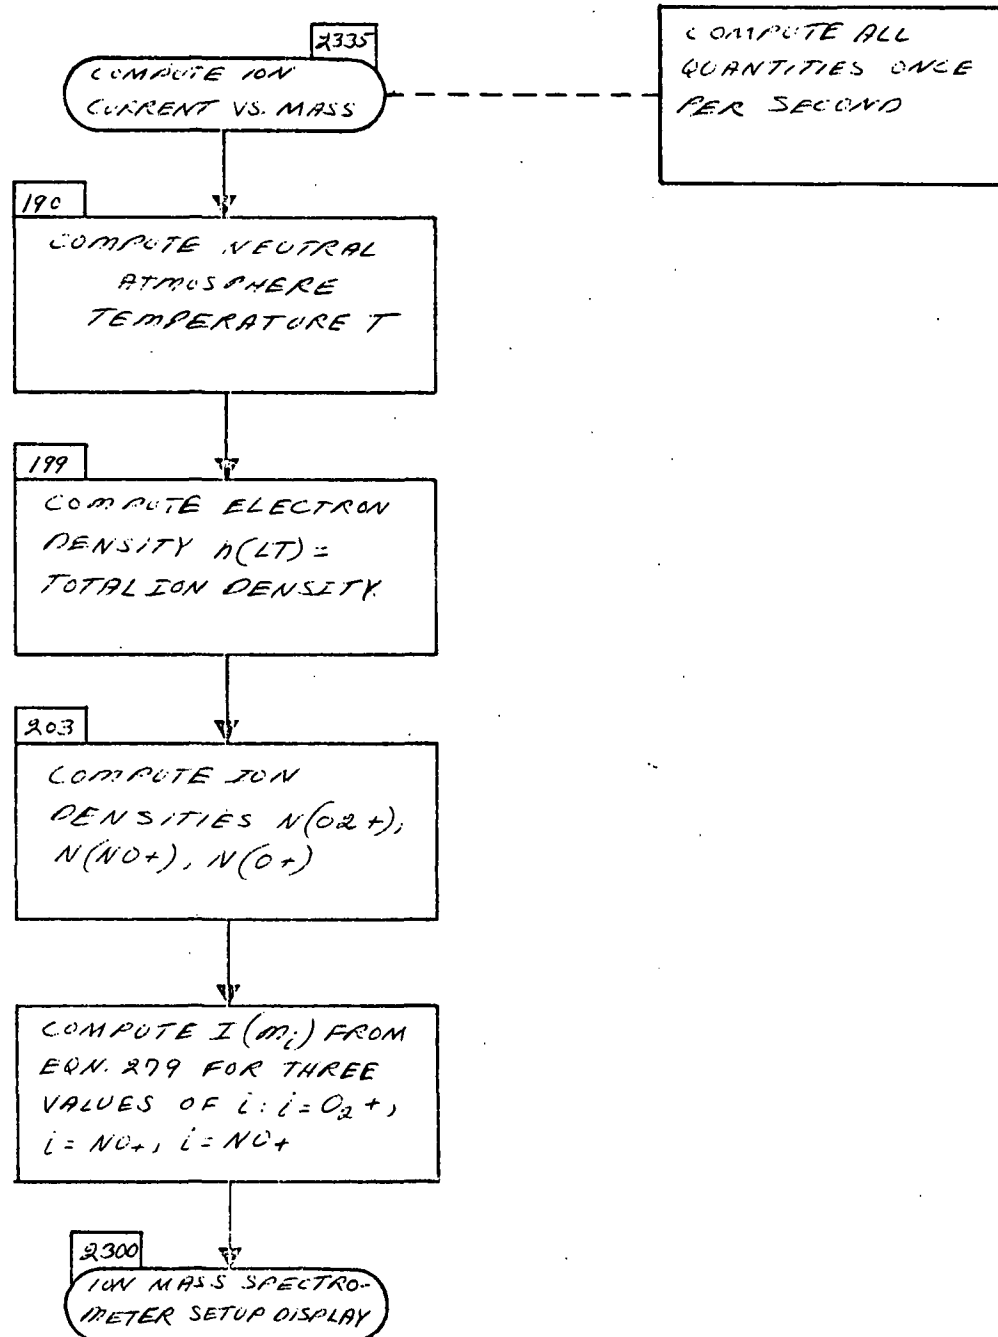 2335
COMPUTE ION
CURRENT VS. MASS
COMPUTE ALL
QUANTITIES ONCE
PER SECOND
190
COMPUTE NEUTRAL
ATMOSPHERE
TEMPERATURE T
199
COMPUTE ELECTRON
DENSITY n(LT) =
TOTAL ION DENSITY.
203
COMPUTE ION
DENSITIES N(O2+),
N(NO+), N(O+)
COMPUTE I(mi) FROM
EQN. 279 FOR THREE
VALUES OF i: i=O2+,
i=NO+, i=NO+
2300
ION MASS SPECTRO-
METER SETUP DISPLAY